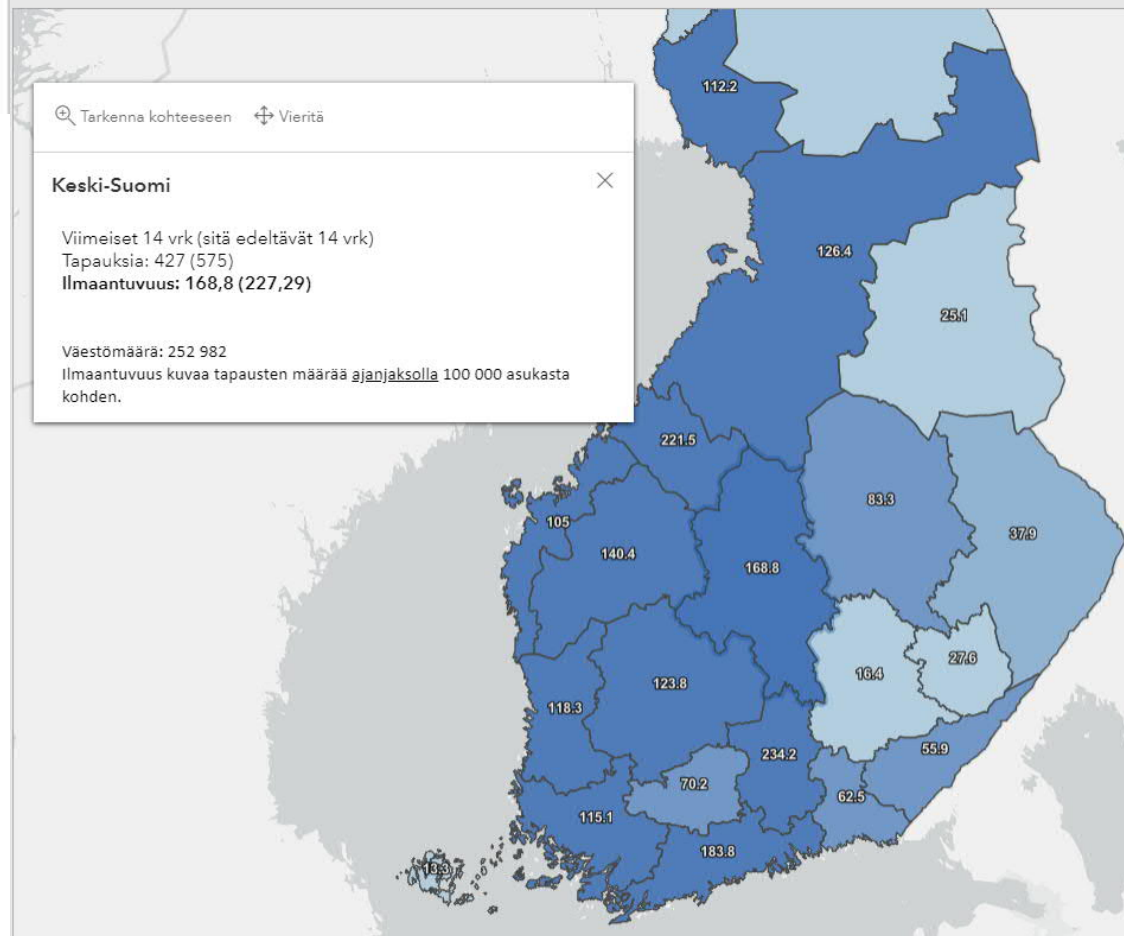 Tarkenna kohteeseen Vieritä
Keski-Suomi
Viimeiset 14 vrk (sitä edeltävät 14 vrk)
Tapauksia: 427 (575)
Ilmaantuvuus: 168,8 (227,29)
Väestömäärä: 252 982
Ilmaantuvuus kuvaa tapausten määrää ajanjaksolla 100 000 asukasta
kohden.
112.2
126.4
25.1
221.5
83.3
105
37.9
140.4
168.8
27.6
16.4
123.8
118.3
55.9
234.2
70.2
62.5
115.1
183.8
13.3